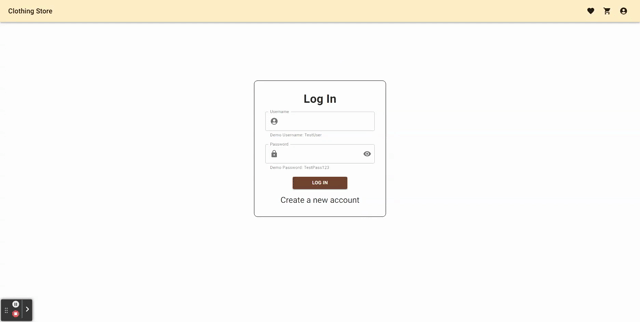 Clothing Store
Log In
Username
Demo Username: TestUser
Password
Demo Password: TestPass123
LOG IN
Create a new account